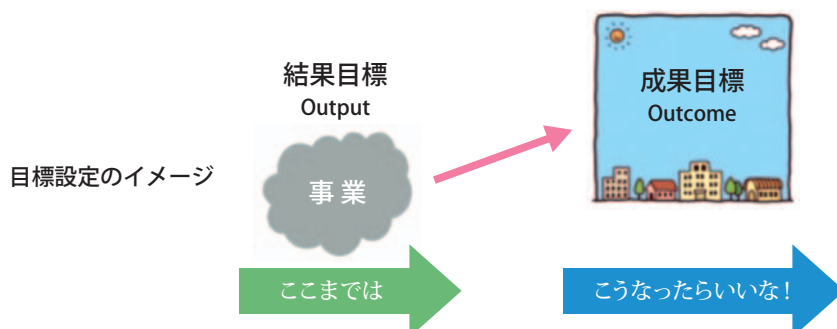 結果目標
Output
成果目標
Outcome
目標設定のイメージ
事業
ここまでは
こうなったらいいな!